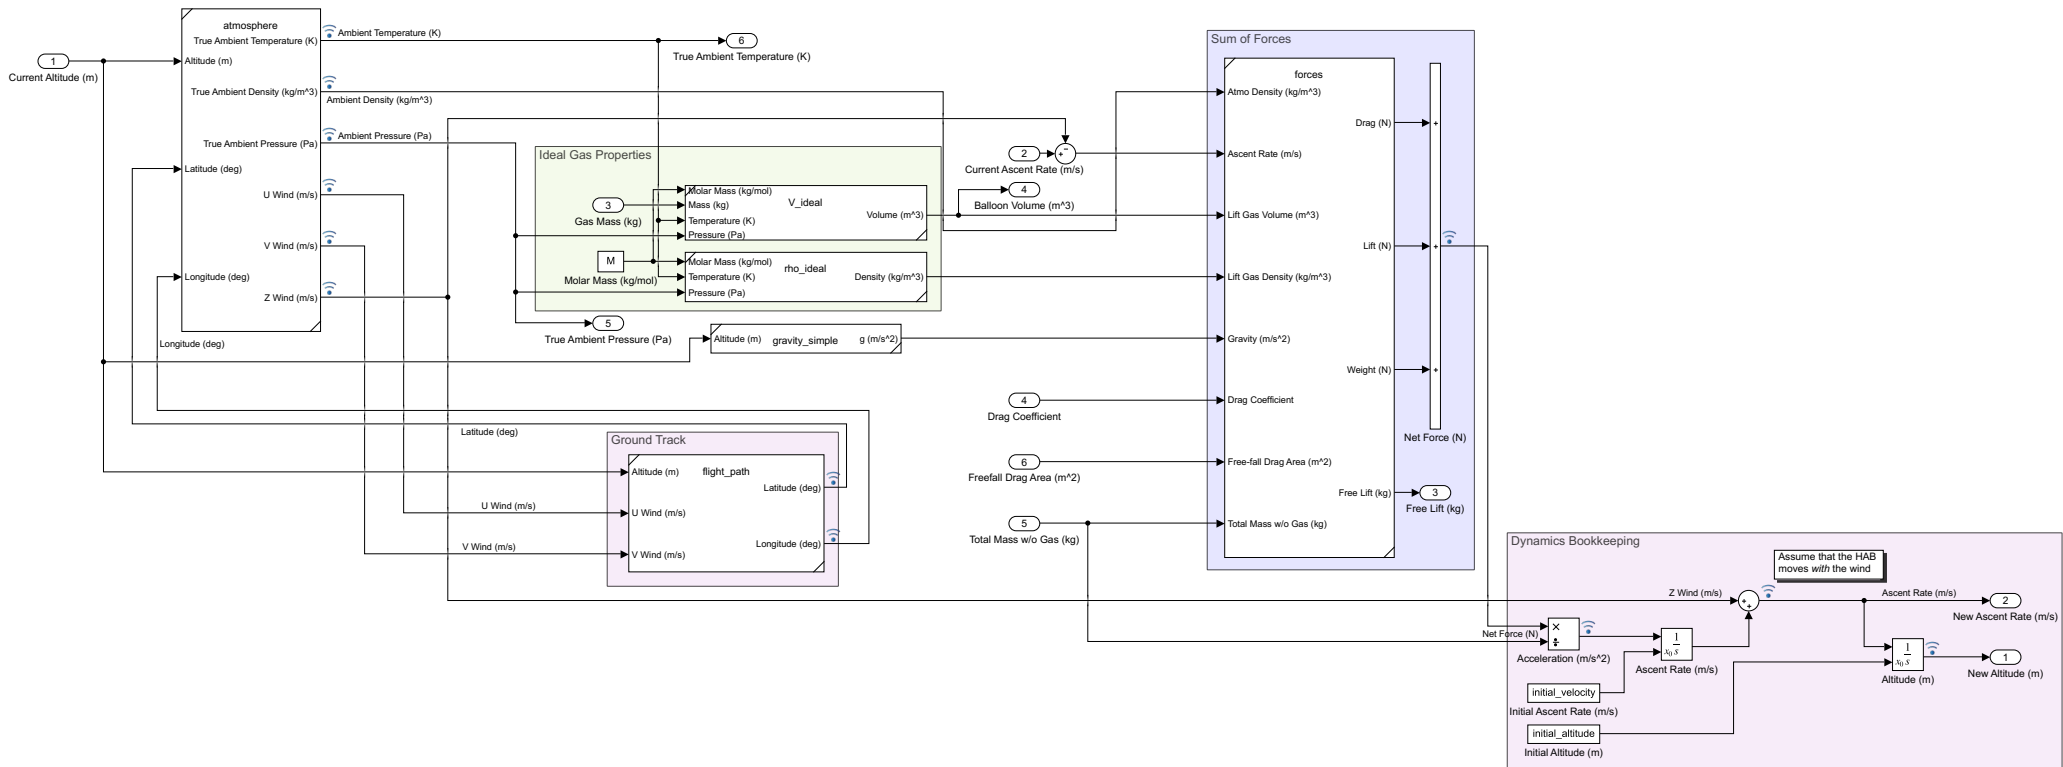 atmosphere
True Ambient Temperature (K)
Altitude (m)
True Ambient Density (kg/m^3)
True Ambient Pressure (Pa)
Latitude (deg)
U Wind (m/s)
V Wind (m/s)
Longitude (deg)
Z Wind (m/s)
1
Current Altitude (m)
Ambient Temperature (K)
6
True Ambient Temperature (K)
Ambient Density (kg/m^3)
Ambient Pressure (Pa)
Ideal Gas Properties
Molar Mass (kg/mol)
V_ideal
Mass (kg)
Temperature (K)
Pressure (Pa)
Volume (m^3)
3
Gas Mass (kg)
M
Molar Mass (kg/mol)
Molar Mass (kg/mol)
rho_ideal
Temperature (K)
Pressure (Pa)
Density (kg/m^3)
5
True Ambient Pressure (Pa)
Altitude (m)
gravity_simple
g (m/s^2)
2
Current Ascent Rate (m/s)
+
-
4
Balloon Volume (m^3)
4
Drag Coefficient
6
Freefall Drag Area (m^2)
5
Total Mass w/o Gas (kg)
Longitude (deg)
Latitude (deg)
Ground Track
Altitude (m)
flight_path
Latitude (deg)
U Wind (m/s)
U Wind (m/s)
Longitude (deg)
V Wind (m/s)
V Wind (m/s)
Sum of Forces
forces
Atmo Density (kg/m^3)
Drag (N)
+
Ascent Rate (m/s)
Lift Gas Volume (m^3)
Lift (N)
+
Lift Gas Density (kg/m^3)
Gravity (m/s^2)
Weight (N)
+
Drag Coefficient
Net Force (N)
Free-fall Drag Area (m^2)
Free Lift (kg)
3
Free Lift (kg)
Total Mass w/o Gas (kg)
Dynamics Bookkeeping
Assume that the HAB
moves with the wind
Z Wind (m/s)
+
+
Ascent Rate (m/s)
2
New Ascent Rate (m/s)
Net Force (N)
×
÷
Acceleration (m/s^2)
1
x0 s
Ascent Rate (m/s)
1
x0 s
Altitude (m)
1
New Altitude (m)
initial_velocity
Initial Ascent Rate (m/s)
initial_altitude
Initial Altitude (m)